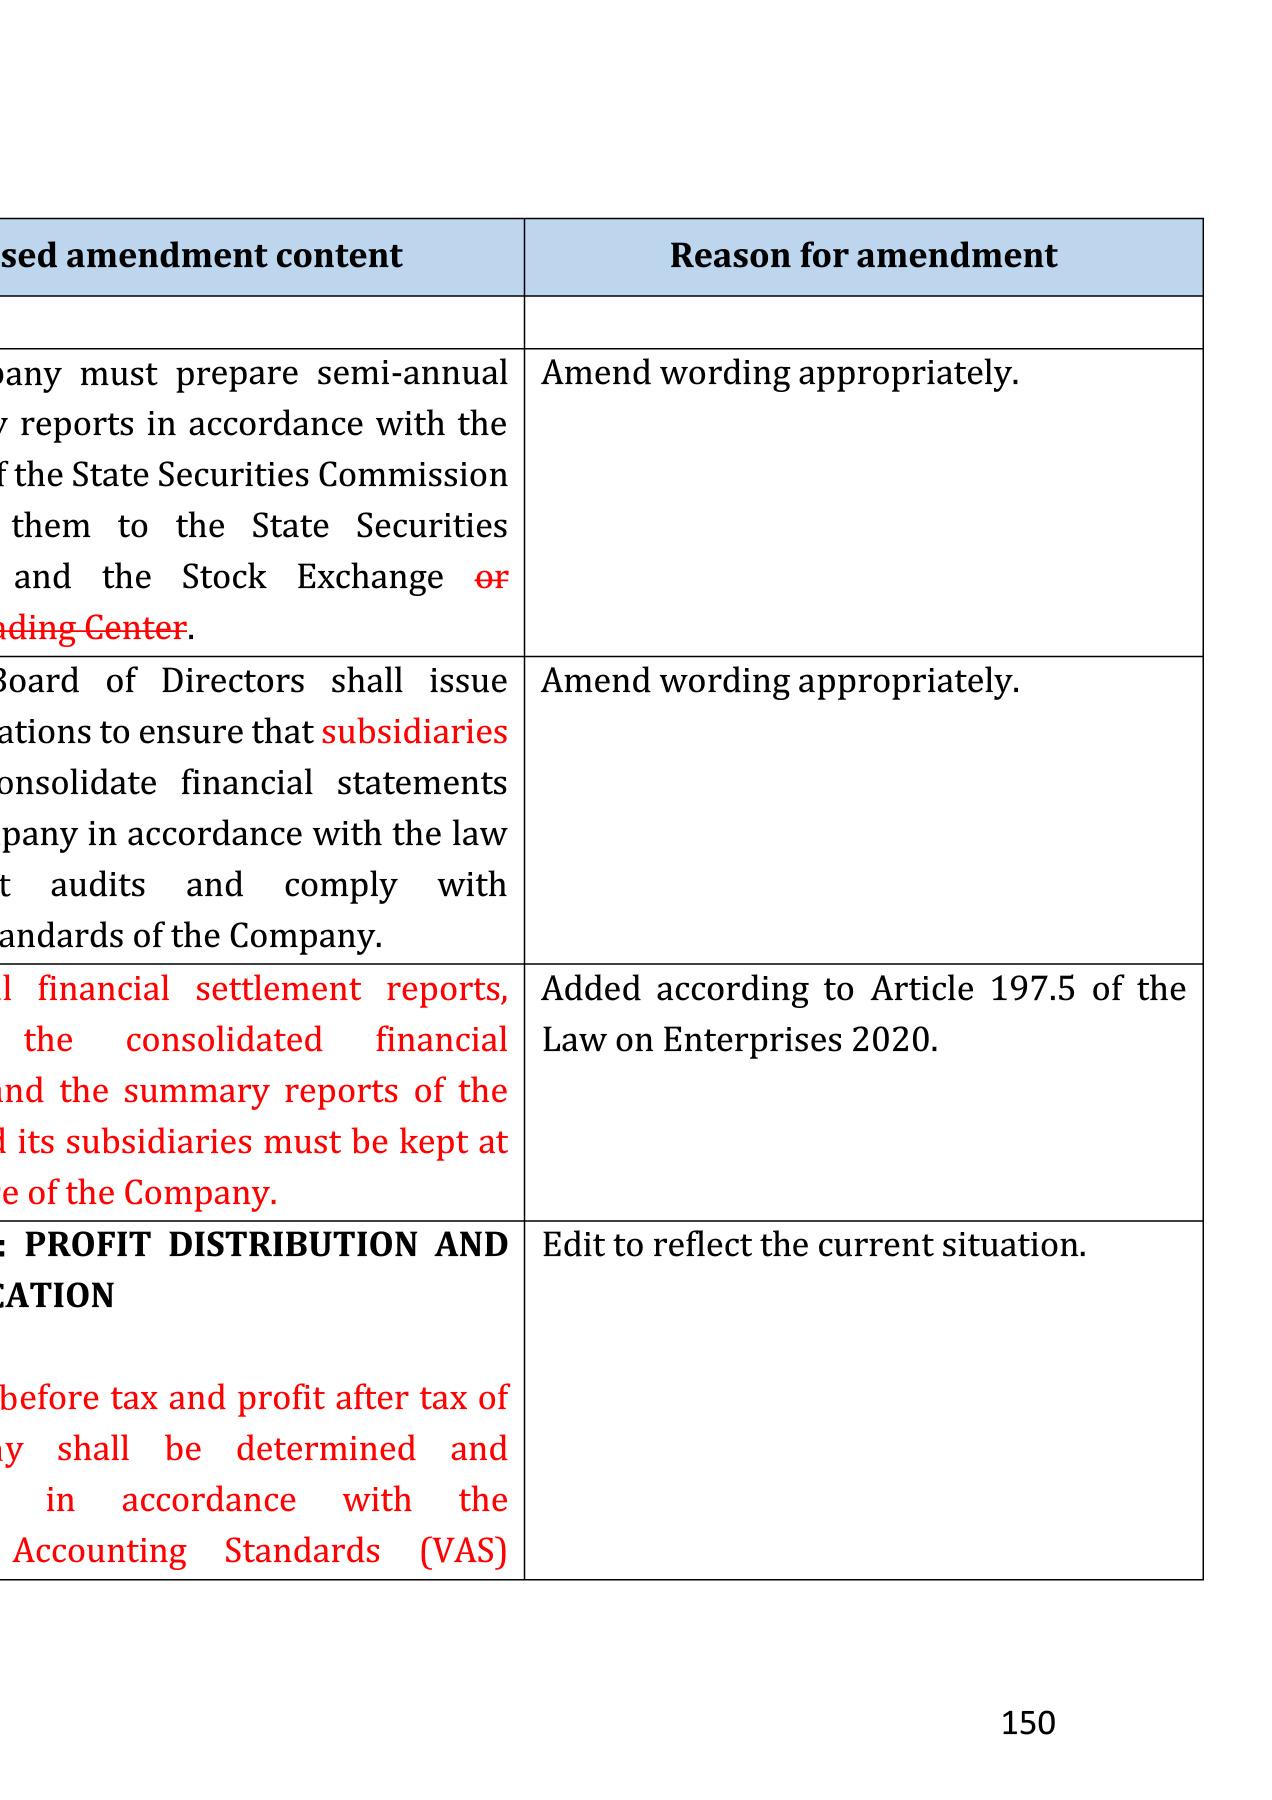 sed amendment content
Reason for amendment
pany must prepare semi-annual
reports in accordance with the
f the State Securities Commission
them to the State Securities
and the Stock Exchange or
ading Center.
Amend wording appropriately.
Board of Directors shall issue
ations to ensure that subsidiaries
onsolidate financial statements
mpany in accordance with the law
t audits and comply with
tandards of the Company.
Amend wording appropriately.
l financial settlement reports,
the consolidated financial
and the summary reports of the
d its subsidiaries must be kept at
e of the Company.
Added according to Article 197.5 of the
Law on Enterprises 2020.
: PROFIT DISTRIBUTION AND
CATION
before tax and profit after tax of
ny shall be determined and
in accordance with the
Accounting Standards (VAS)
Edit to reflect the current situation.
150